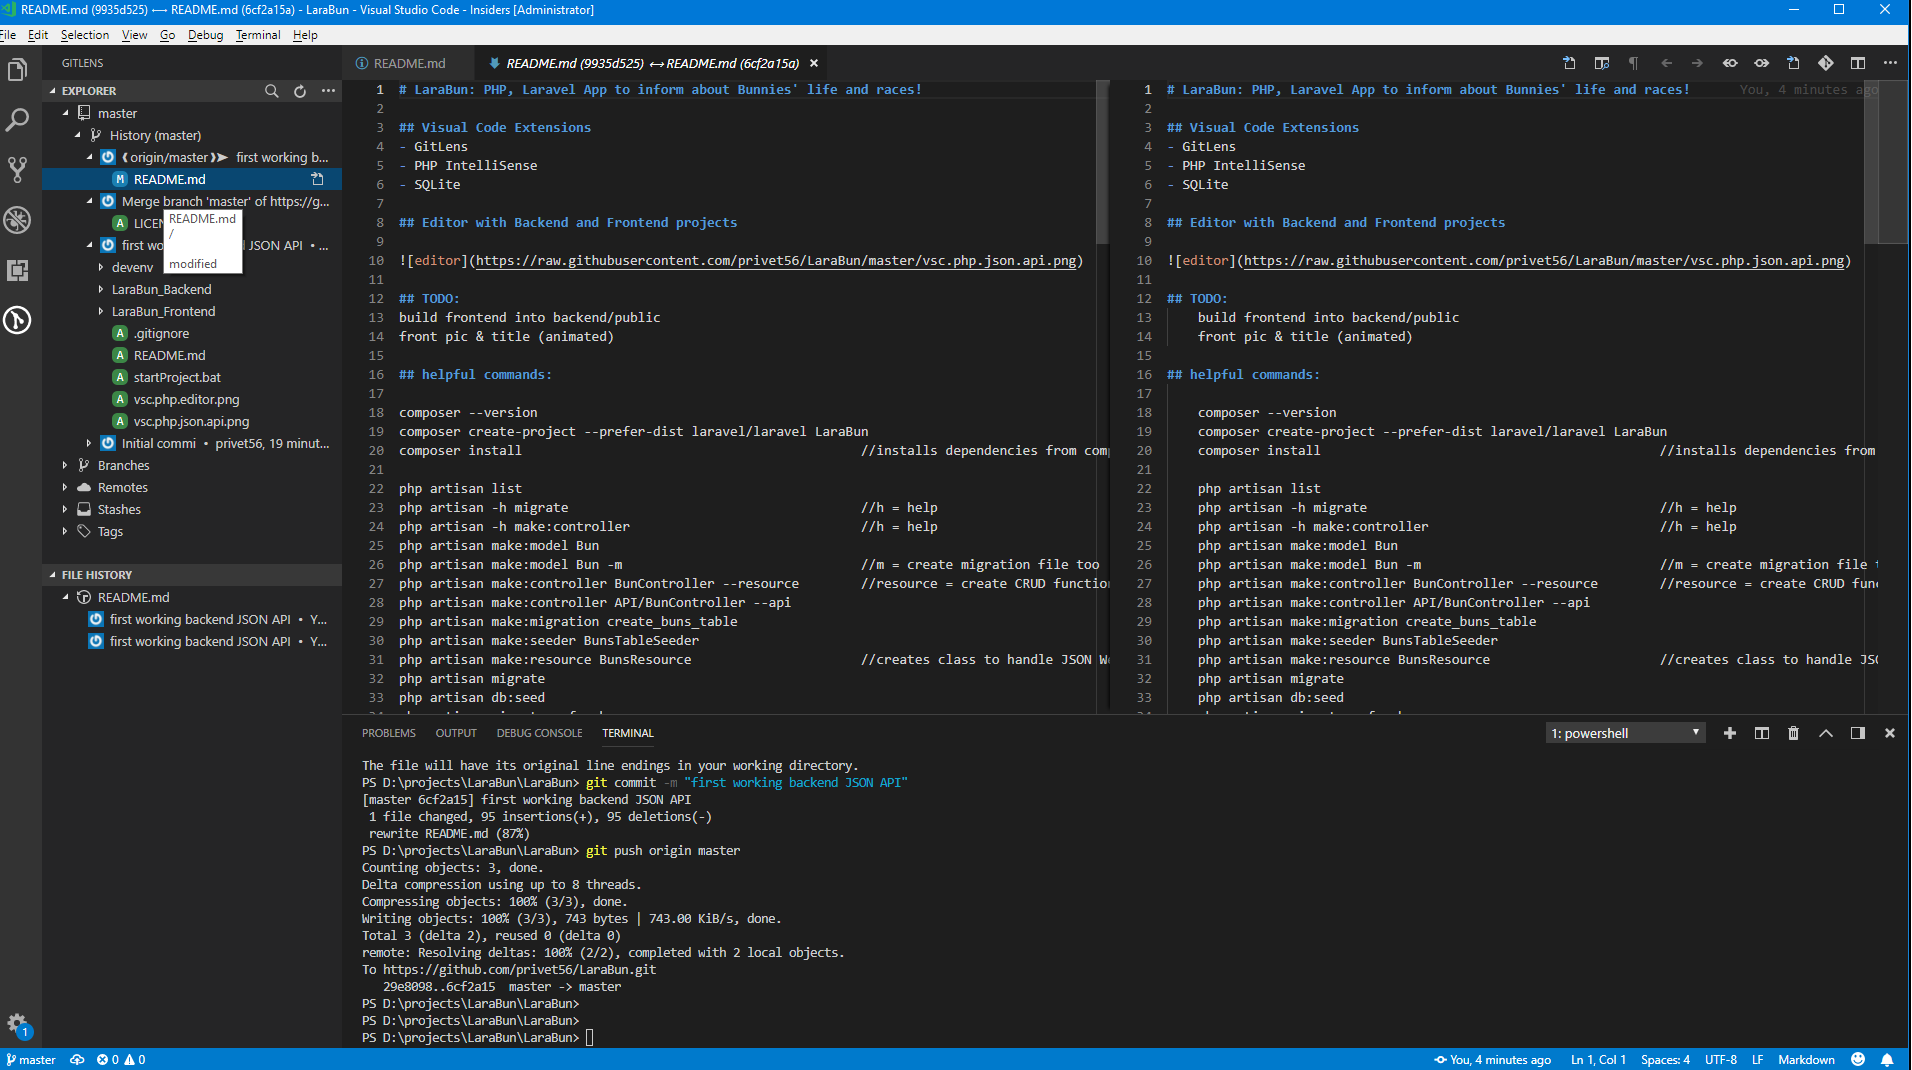 README.md (9935d525) ⟷ README.md (6cf2a15a) - LaraBun - Visual Studio Code - Insiders [Administrator]
File Edit Selection View Go Debug Terminal Help
GITLENS
EXPLORER
master
History (master)
❪origin/master❫➤ first working b...
README.md
Merge branch 'master' of https://g...
LICEN
README.md
/
modified
first wo
JSON API • ...
devenv
LaraBun_Backend
LaraBun_Frontend
.gitignore
README.md
startProject.bat
vsc.php.editor.png
vsc.php.json.api.png
Initial commi • privet56, 19 minut...
Branches
Remotes
Stashes
Tags
FILE HISTORY
README.md
first working backend JSON API • Y...
first working backend JSON API • Y...
README.md
README.md (9935d525) ⟷ README.md (6cf2a15a)
1 # LaraBun: PHP, Laravel App to inform about Bunnies' life and races!
2
3 ## Visual Code Extensions
4 - GitLens
5 - PHP IntelliSense
6 - SQLite
7
8 ## Editor with Backend and Frontend projects
9
10 ![editor](https://raw.githubusercontent.com/privet56/LaraBun/master/vsc.php.json.api.png)
11
12 ## TODO:
13 build frontend into backend/public
14 front pic & title (animated)
15
16 ## helpful commands:
17
18 composer --version
19 composer create-project --prefer-dist laravel/laravel LaraBun
20 composer install //installs dependencies from com
21
22 php artisan list
23 php artisan -h migrate //h = help
24 php artisan -h make:controller //h = help
25 php artisan make:model Bun
26 php artisan make:model Bun -m //m = create migration file too
27 php artisan make:controller BunController --resource //resource = create CRUD functio
28 php artisan make:controller API/BunController --api
29 php artisan make:migration create_buns_table
30 php artisan make:seeder BunsTableSeeder
31 php artisan make:resource BunsResource //creates class to handle JSON W
32 php artisan migrate
33 php artisan db:seed
1 # LaraBun: PHP, Laravel App to inform about Bunnies' life and races! You, 4 minutes ago
2
3 ## Visual Code Extensions
4 - GitLens
5 - PHP IntelliSense
6 - SQLite
7
8 ## Editor with Backend and Frontend projects
9
10 ![editor](https://raw.githubusercontent.com/privet56/LaraBun/master/vsc.php.json.api.png)
11
12 ## TODO:
13 build frontend into backend/public
14 front pic & title (animated)
15
16 ## helpful commands:
17
18 composer --version
19 composer create-project --prefer-dist laravel/laravel LaraBun
20 composer install //installs dependencies from
21
22 php artisan list
23 php artisan -h migrate //h = help
24 php artisan -h make:controller //h = help
25 php artisan make:model Bun
26 php artisan make:model Bun -m //m = create migration file
27 php artisan make:controller BunController --resource //resource = create CRUD fun
28 php artisan make:controller API/BunController --api
29 php artisan make:migration create_buns_table
30 php artisan make:seeder BunsTableSeeder
31 php artisan make:resource BunsResource //creates class to handle JS
32 php artisan migrate
33 php artisan db:seed
PROBLEMS OUTPUT DEBUG CONSOLE TERMINAL
1: powershell
The file will have its original line endings in your working directory.
PS D:\projects\LaraBun\LaraBun> git commit -m "first working backend JSON API"
[master 6cf2a15] first working backend JSON API
1 file changed, 95 insertions(+), 95 deletions(-)
rewrite README.md (87%)
PS D:\projects\LaraBun\LaraBun> git push origin master
Counting objects: 3, done.
Delta compression using up to 8 threads.
Compressing objects: 100% (3/3), done.
Writing objects: 100% (3/3), 743 bytes | 743.00 KiB/s, done.
Total 3 (delta 2), reused 0 (delta 0)
remote: Resolving deltas: 100% (2/2), completed with 2 local objects.
To https://github.com/privet56/LaraBun.git
29e8098..6cf2a15 master -> master
PS D:\projects\LaraBun\LaraBun>
PS D:\projects\LaraBun\LaraBun>
PS D:\projects\LaraBun\LaraBun>
1
master 0 0
You, 4 minutes ago Ln 1, Col 1 Spaces: 4 UTF-8 LF Markdown